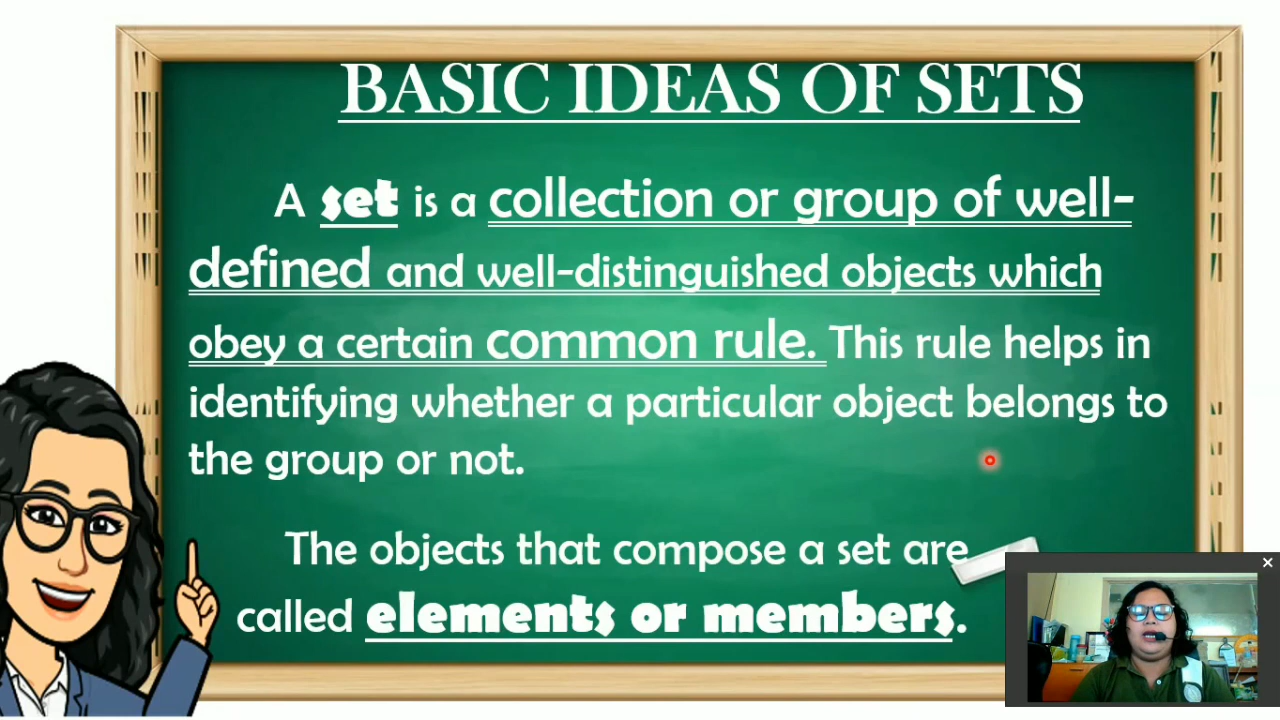 BASIC IDEAS OF SETS
A set is a collection or group of well-
defined and well-distinguished objects which
obey a certain common rule. This rule helps in
identifying whether a particular object belongs to
the group or not.
The objects that compose a set are
called elements or members.